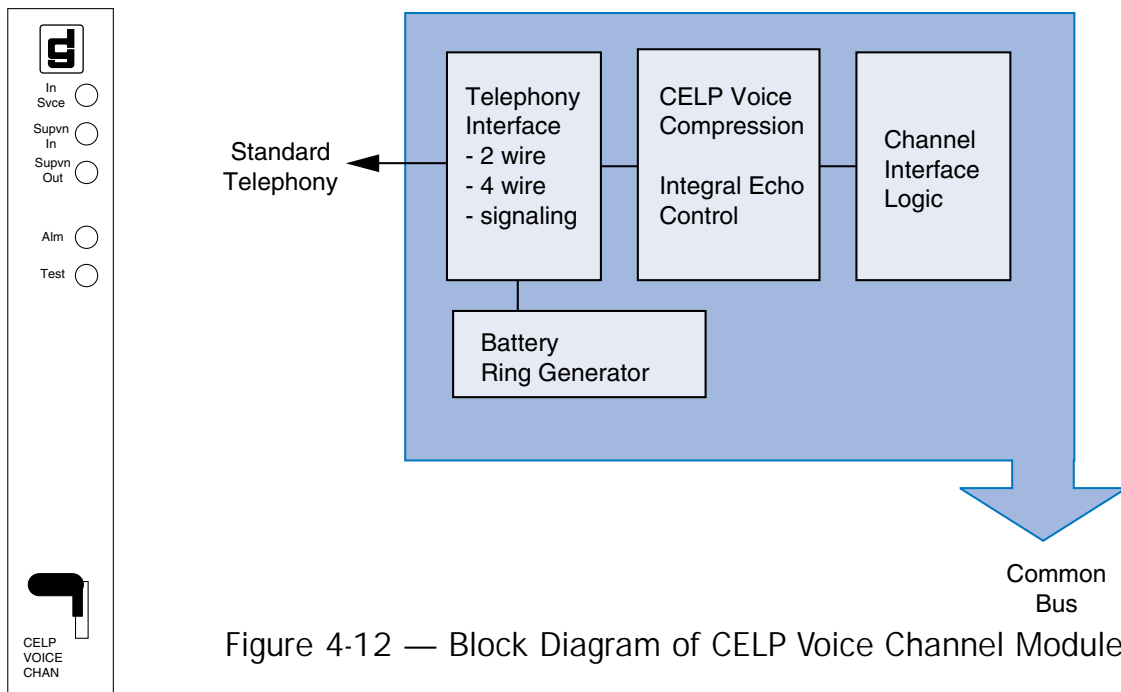 dg
In
Svce
Supvn
In
Supvn
Out
Alm
Test
CELP
VOICE
CHAN
Standard
Telephony
Telephony
Interface
- 2 wire
- 4 wire
- signaling
CELP Voice
Compression
Integral Echo
Control
Channel
Interface
Logic
Battery
Ring Generator
Common
Bus
Figure 4-12 — Block Diagram of CELP Voice Channel Module